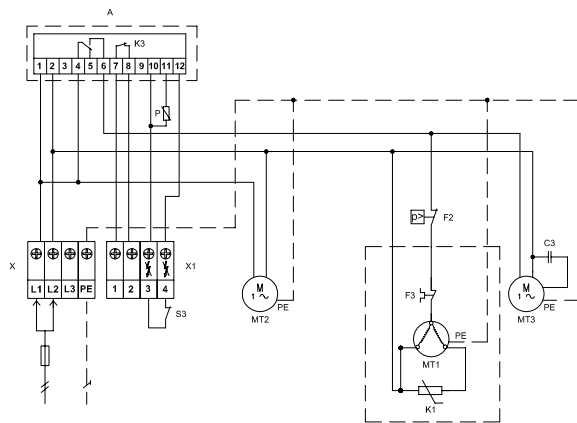 A
K3
1 2 3 4 5 6 7 8 9 10 11 12
P
p> F2
X X1
C3
L1 L2 L3 PE 1 2 3 4
S3
M
1 ~
MT2
PE
F3
PE
MT1
M
1 ~
MT3
PE
K1